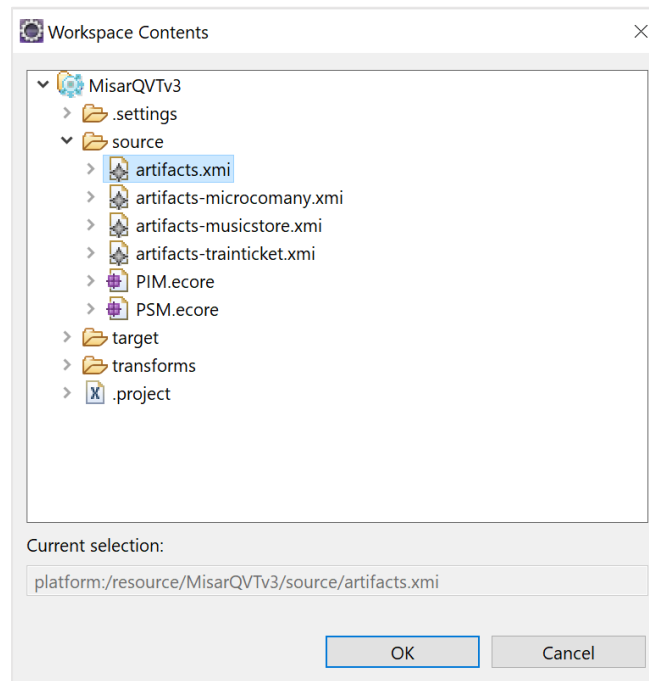 Workspace Contents
MisarQVTv3
.settings
source
artifacts.xmi
artifacts-microcomany.xmi
artifacts-musicstore.xmi
artifacts-trainticket.xmi
PIM.ecore
PSM.ecore
target
transforms
X .project
Current selection:
platform:/resource/MisarQVTv3/source/artifacts.xmi
OK Cancel